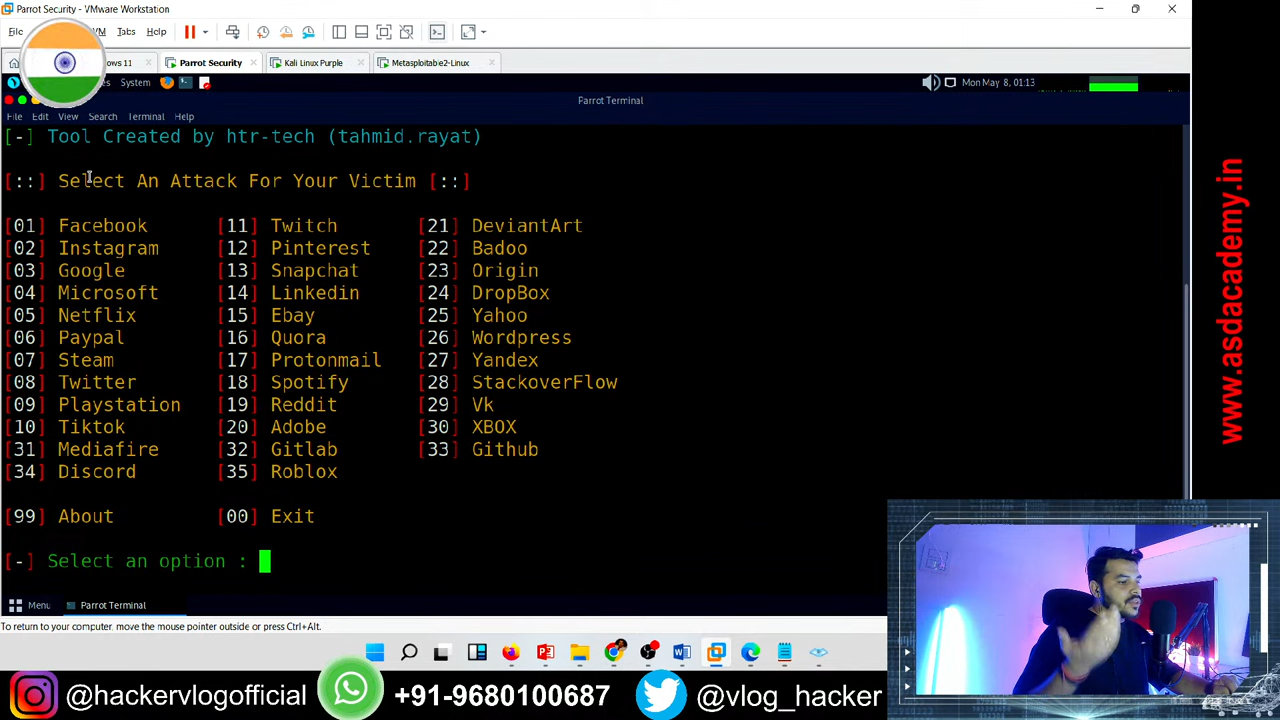 Parrot Security - VMware Workstation
File VM Tabs Help
11 Parrot Security Kali Linux Purple Metasploitable2-Linux
System Mon May 8, 01:13
Parrot Terminal
File Edit View Search Terminal Help
[-] Tool Created by htr-tech (tahmid.rayat)
[::] Select An Attack For Your Victim [::]
[01] Facebook [11] Twitch [21] DeviantArt
[02] Instagram [12] Pinterest [22] Badoo
[03] Google [13] Snapchat [23] Origin
[04] Microsoft [14] Linkedin [24] DropBox
[05] Netflix [15] Ebay [25] Yahoo
[06] Paypal [16] Quora [26] Wordpress
[07] Steam [17] Protonmail [27] Yandex
[08] Twitter [18] Spotify [28] StackoverFlow
[09] Playstation [19] Reddit [29] Vk
[10] Tiktok [20] Adobe [30] XBOX
[31] Mediafire [32] Gitlab [33] Github
[34] Discord [35] Roblox
[99] About [00] Exit
[-] Select an option :
Menu Parrot Terminal
To return to your computer, move the mouse pointer outside or press Ctrl+Alt.
@hackervlogofficial +91-9680100687 @vlog_hacker
www.asdacademy.in